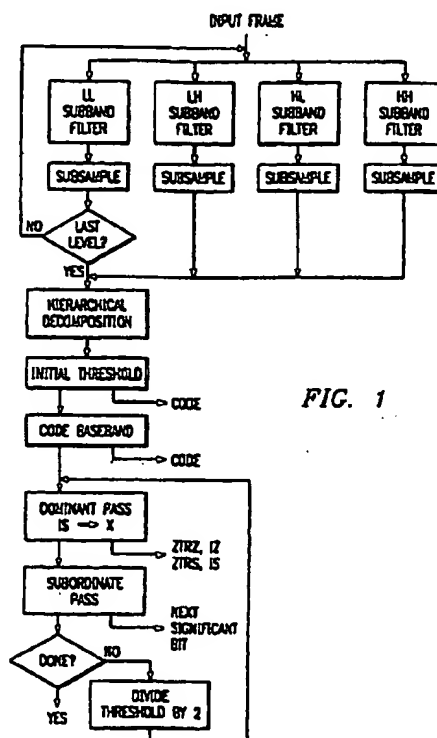 INPUT FRAME
LL
SUBBAND
FILTER
LH
SUBBAND
FILTER
HL
SUBBAND
FILTER
HH
SUBBAND
FILTER
SUBSAMPLE
SUBSAMPLE
SUBSAMPLE
SUBSAMPLE
NO
LAST
LEVEL?
YES
HIERARCHICAL
DECOMPOSITION
INITIAL THRESHOLD
FIG. 1
CODE
CODE BASEBAND
CODE
DOMINANT PASS
IS → X
ZTRZ, IZ
ZTRS, IS
SUBORDINATE
PASS
NEXT
SIGNIFICANT
BIT
DONE?
NO
YES
DIVIDE
THRESHOLD BY 2